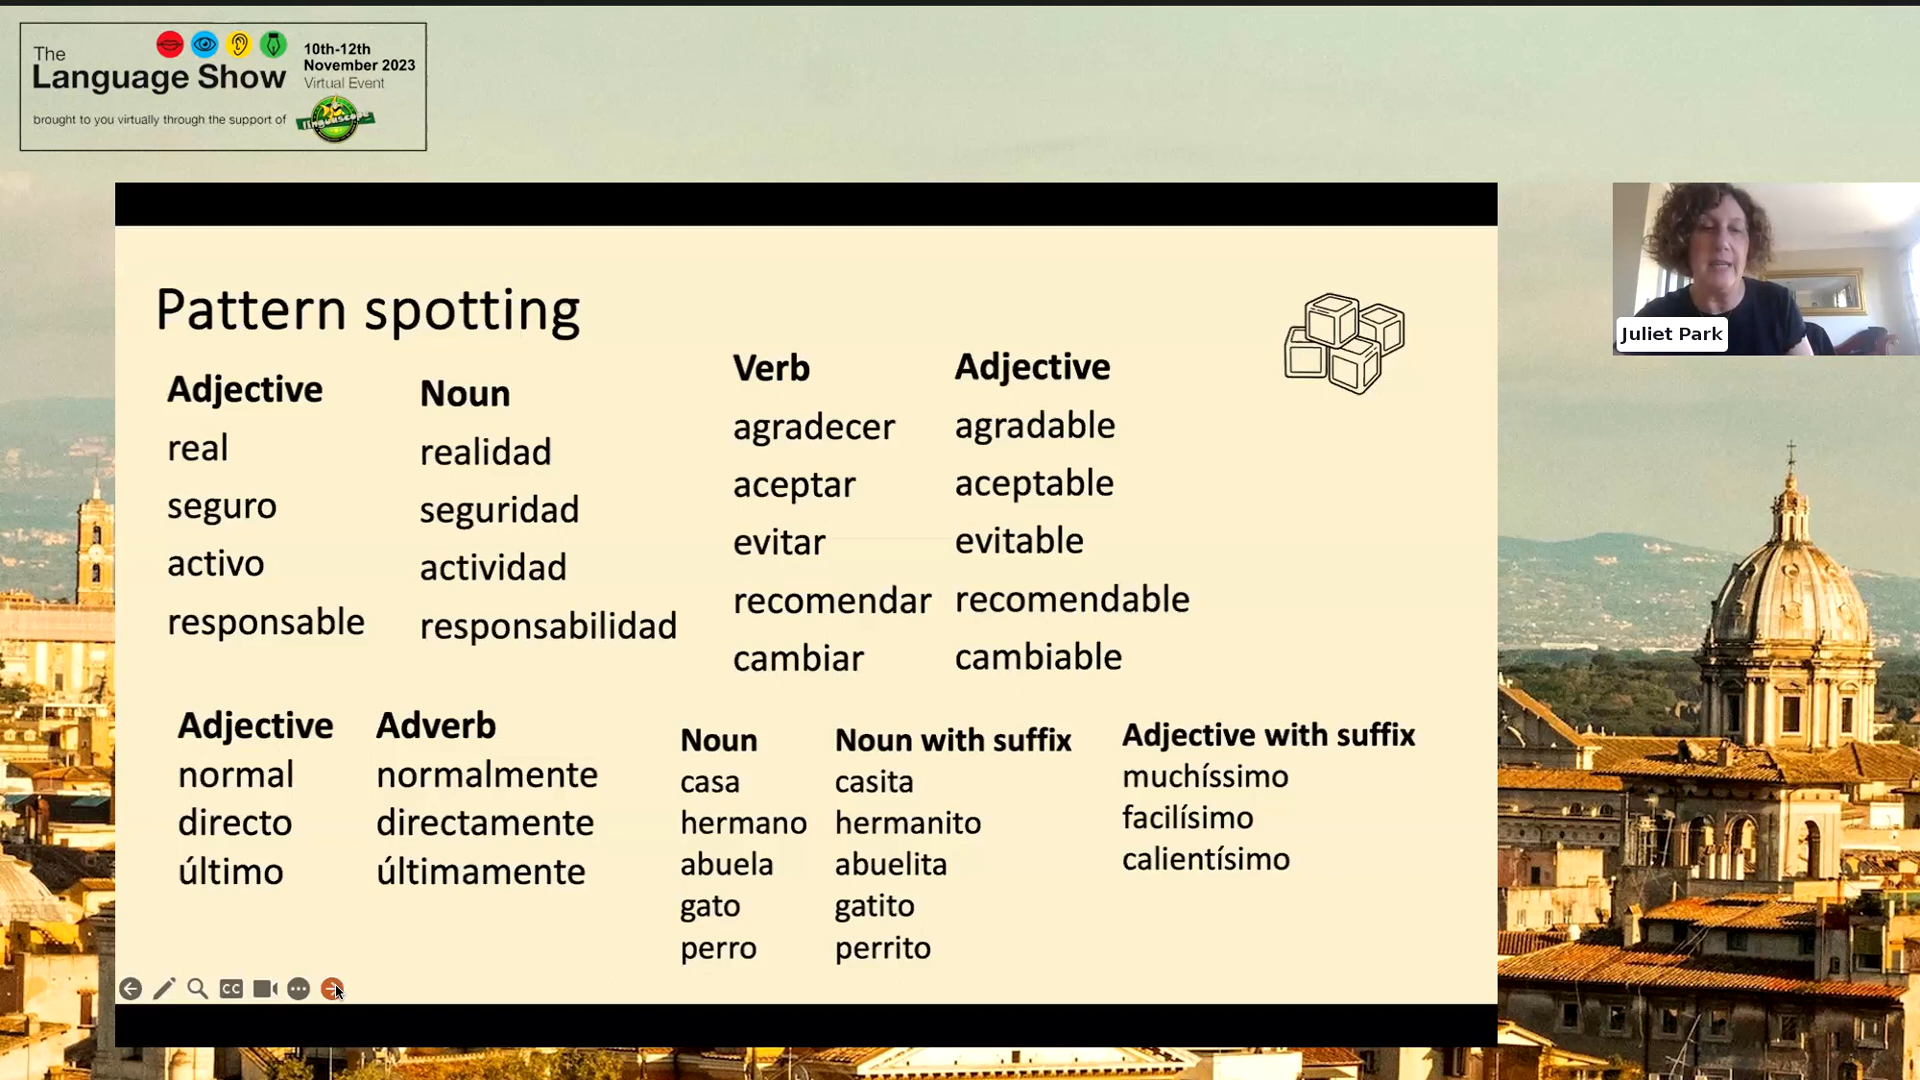 The
Language Show
10th-12th
November 2023
Virtual Event
brought to you virtually through the support of
linguascope
Juliet Park
Pattern spotting
Adjective Noun
real realidad
seguro seguridad
activo actividad
responsable responsabilidad
Verb Adjective
agradecer agradable
aceptar aceptable
evitar evitable
recomendar recomendable
cambiar cambiable
Adjective Adverb
normal normalmente
directo directamente
último últimamente
Noun Noun with suffix
casa casita
hermano hermanito
abuela abuelita
gato gatito
perro perrito
Adjective with suffix
muchíssimo
facilísimo
calientísimo
CC